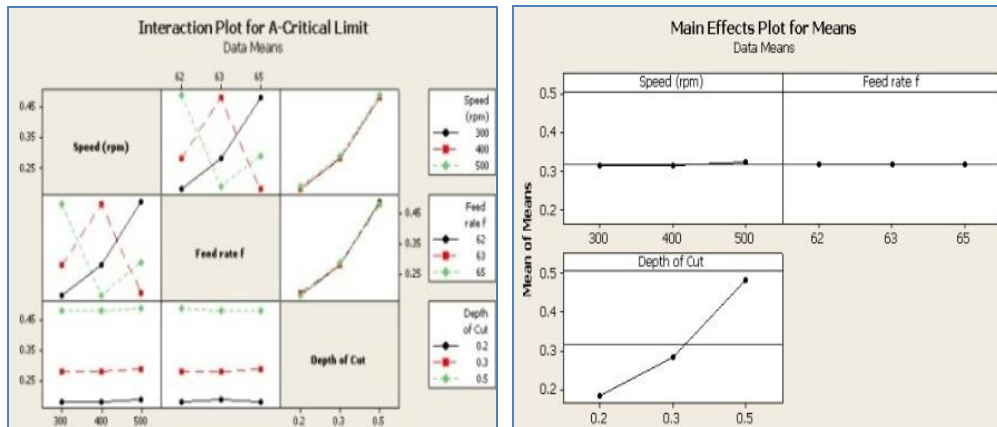 Interaction Plot for A-Critical Limit
Data Means
62 63 65
0.45
0.35
0.25
Speed (rpm)
Speed
(rpm)
300
400
500
Feed rate f
0.45
0.35
0.25
Feed
rate f
62
63
65
0.45
0.35
0.25
Depth of Cut
Depth
of Cut
0.2
0.3
0.5
300 400 500
0.2 0.3 0.5
Main Effects Plot for Means
Data Means
Speed (rpm) Feed rate f
0.5
0.4
0.3
0.2
300 400 500 62 63 65
Mean of Means
Depth of Cut
0.5
0.4
0.3
0.2
0.2 0.3 0.5